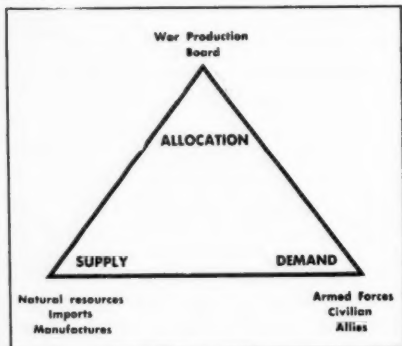 War Production
Board
ALLOCATION
SUPPLY
DEMAND
Natural resources
Imports
Manufactures
Armed Forces
Civilian
Allies